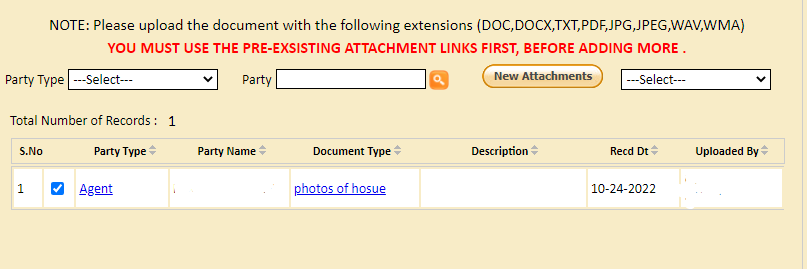 NOTE: Please upload the document with the following extensions (DOC,DOCX,TXT,PDF,JPG,JPEG,WAV,WMA)
YOU MUST USE THE PRE-EXSISTING ATTACHMENT LINKS FIRST, BEFORE ADDING MORE .
Party Type ---Select--- Party New Attachments ---Select---
Total Number of Records : 1
S.No Party Type Party Name Document Type Description Recd Dt Uploaded By
1 Agent photos of hosue 10-24-2022